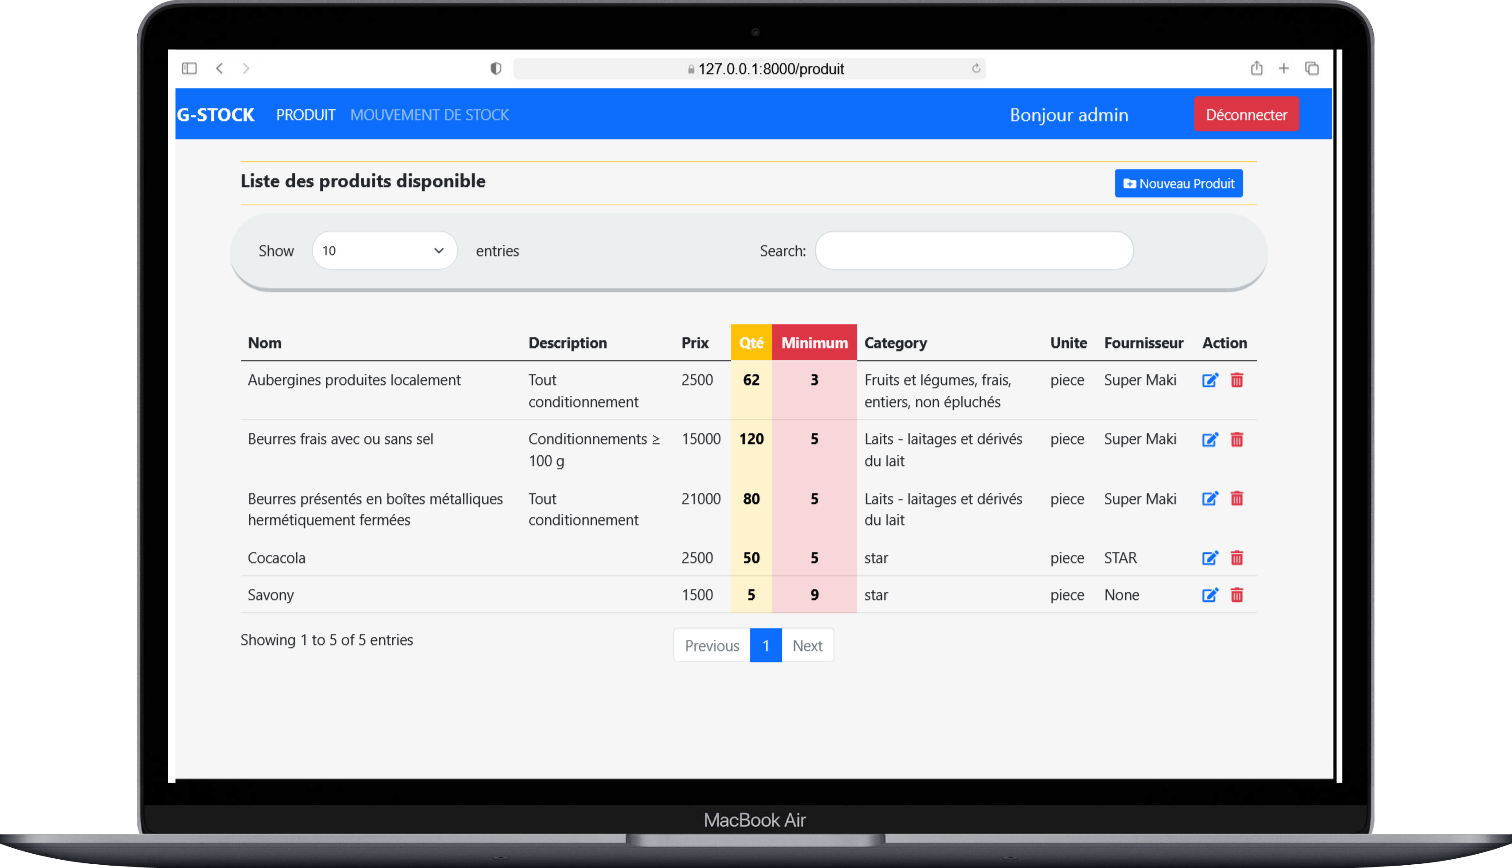 127.0.0.1:8000/produit
G-STOCK PRODUIT MOUVEMENT DE STOCK Bonjour admin Déconnecter
Liste des produits disponible Nouveau Produit
Show 10 entries Search:
Nom Description Prix Qté Minimum Category Unite Fournisseur Action
Aubergines produites localement Tout 2500 62 3 Fruits et légumes, frais, piece Super Maki
conditionnement entiers, non épluchés
Beurres frais avec ou sans sel Conditionnements ≥ 15000 120 5 Laits - laitages et dérivés piece Super Maki
100 g du lait
Beurres présentés en boîtes métalliques Tout 21000 80 5 Laits - laitages et dérivés piece Super Maki
hermétiquement fermées conditionnement du lait
Cocacola 2500 50 5 star piece STAR
Savony 1500 5 9 star piece None
Showing 1 to 5 of 5 entries Previous 1 Next
MacBook Air